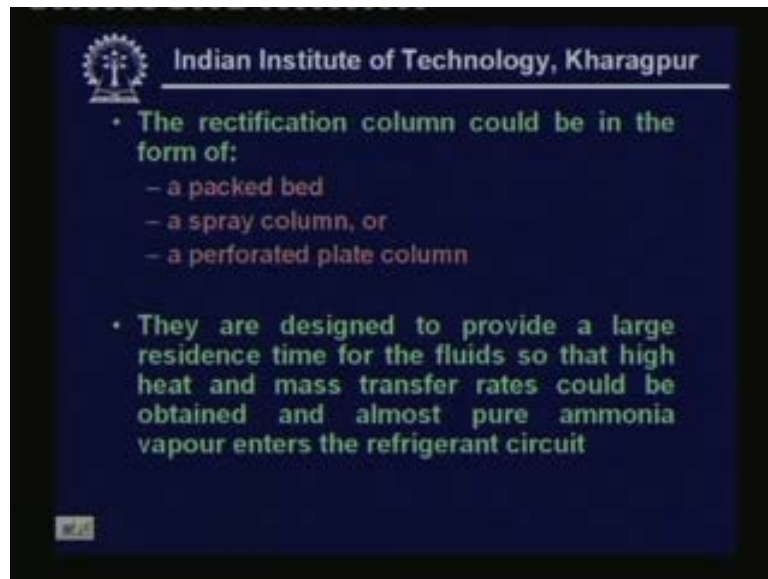 Indian Institute of Technology, Kharagpur
• The rectification column could be in the
form of:
– a packed bed
– a spray column, or
– a perforated plate column
• They are designed to provide a large
residence time for the fluids so that high
heat and mass transfer rates could be
obtained and almost pure ammonia
vapour enters the refrigerant circuit